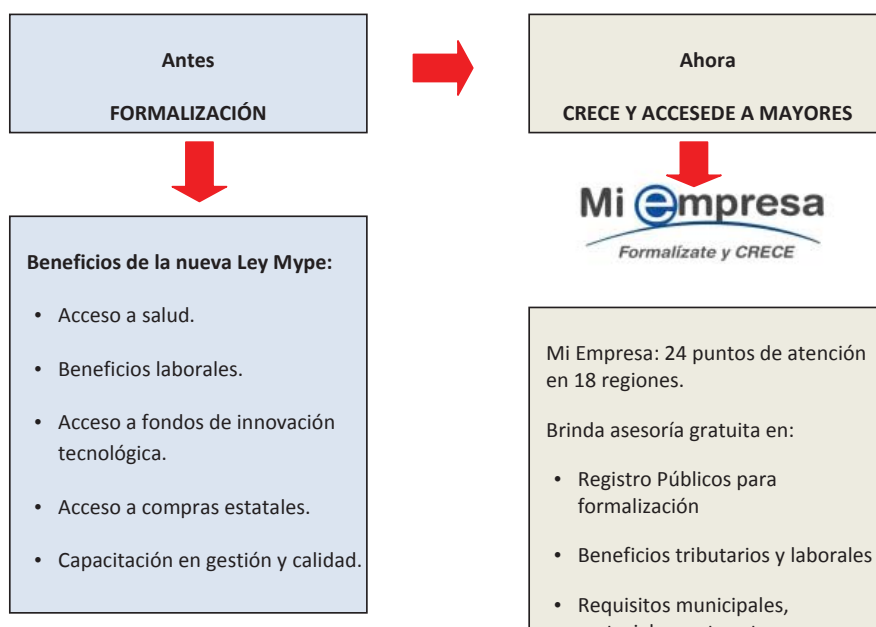 Antes
FORMALIZACIÓN
Beneficios de la nueva Ley Mype:
• Acceso a salud.
• Beneficios laborales.
• Acceso a fondos de innovación
tecnológica.
• Acceso a compras estatales.
• Capacitación en gestión y calidad.
Ahora
CRECE Y ACCESEDE A MAYORES
Mi empresa
Formalízate y CRECE
Mi Empresa: 24 puntos de atención
en 18 regiones.
Brinda asesoría gratuita en:
• Registro Públicos para
formalización
• Beneficios tributarios y laborales
• Requisitos municipales,